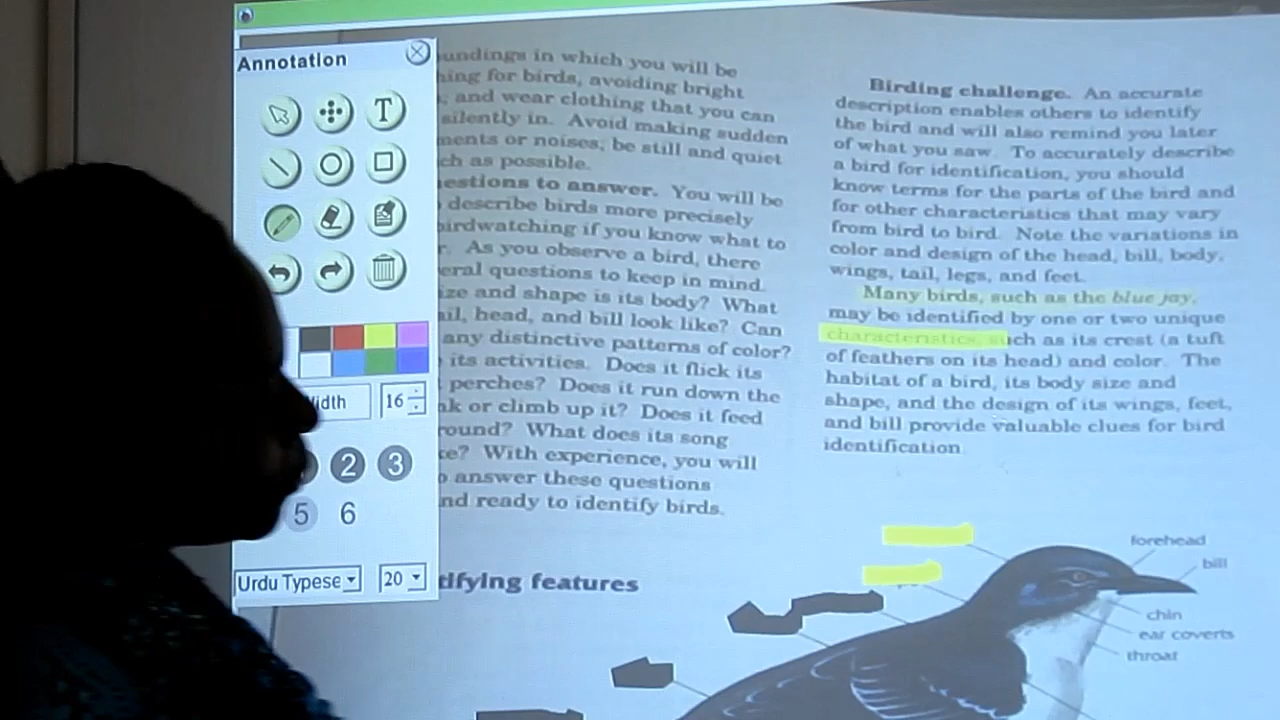 Annotation
T
Width
16
2
3
5
6
Urdu Typese
20
undings in which you will be
ing for birds, avoiding bright
, and wear clothing that you can
silently in. Avoid making sudden
ments or noises; be still and quiet
ch as possible.
estions to answer. You will be
describe birds more precisely
birdwatching if you know what to
r. As you observe a bird, there
eral questions to keep in mind.
ize and shape is its body? What
ail, head, and bill look like? Can
any distinctive patterns of color?
its activities. Does it flick its
perches? Does it run down the
nk or climb up it? Does it feed
round? What does its song
ke? With experience, you will
o answer these questions
nd ready to identify birds.
tifying features
Birding challenge. An accurate
description enables others to identify
the bird and will also remind you later
of what you saw. To accurately describe
a bird for identification, you should
know terms for the parts of the bird and
for other characteristics that may vary
from bird to bird. Note the variations in
color and design of the head, bill, body,
wings, tail, legs, and feet.
Many birds, such as the blue jay,
may be identified by one or two unique
characteristics, such as its crest (a tuft
of feathers on its head) and color. The
habitat of a bird, its body size and
shape, and the design of its wings, feet,
and bill provide valuable clues for bird
identification.
forehead
bill
chin
ear coverts
throat